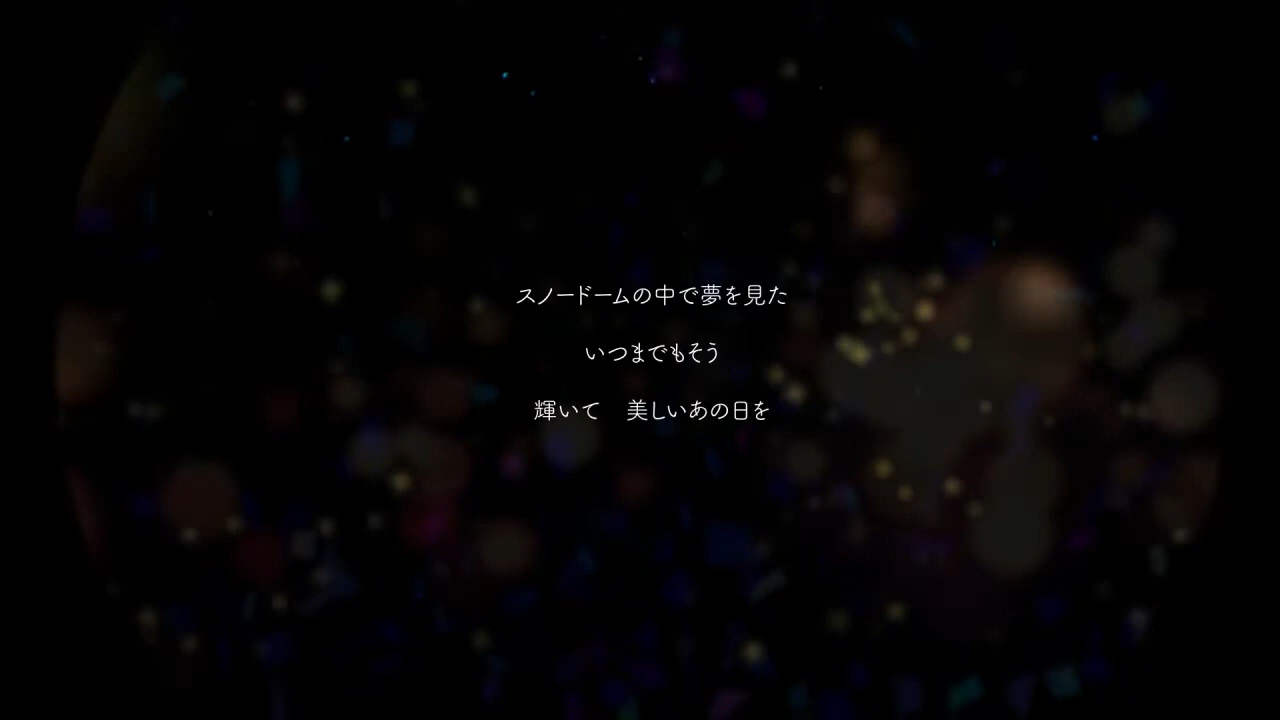 スノードームの中で夢を見た
いつまでもそう
輝いて　美しいあの日を